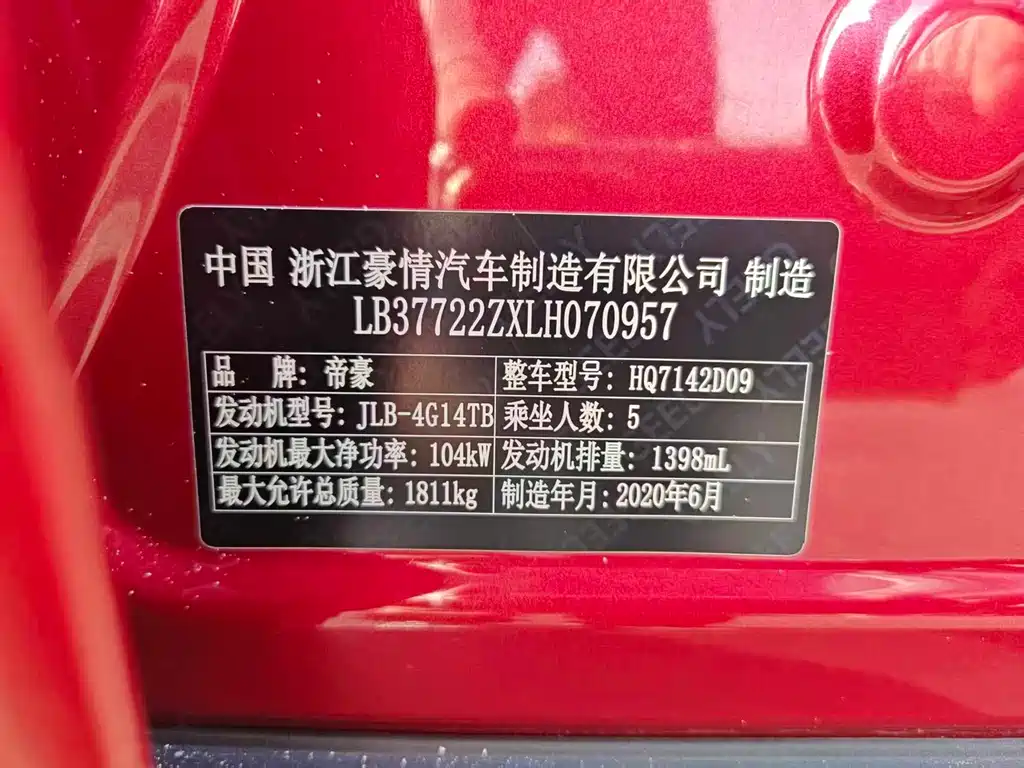 中国 浙江豪情汽车制造有限公司 制造
LB37722ZXLH070957
品 牌: 帝豪 整车型号: HQ7142D09
发动机型号: JLB-4G14TB 乘坐人数: 5
发动机最大净功率: 104kW 发动机排量: 1398mL
最大允许总质量: 1811kg 制造年月: 2020年6月